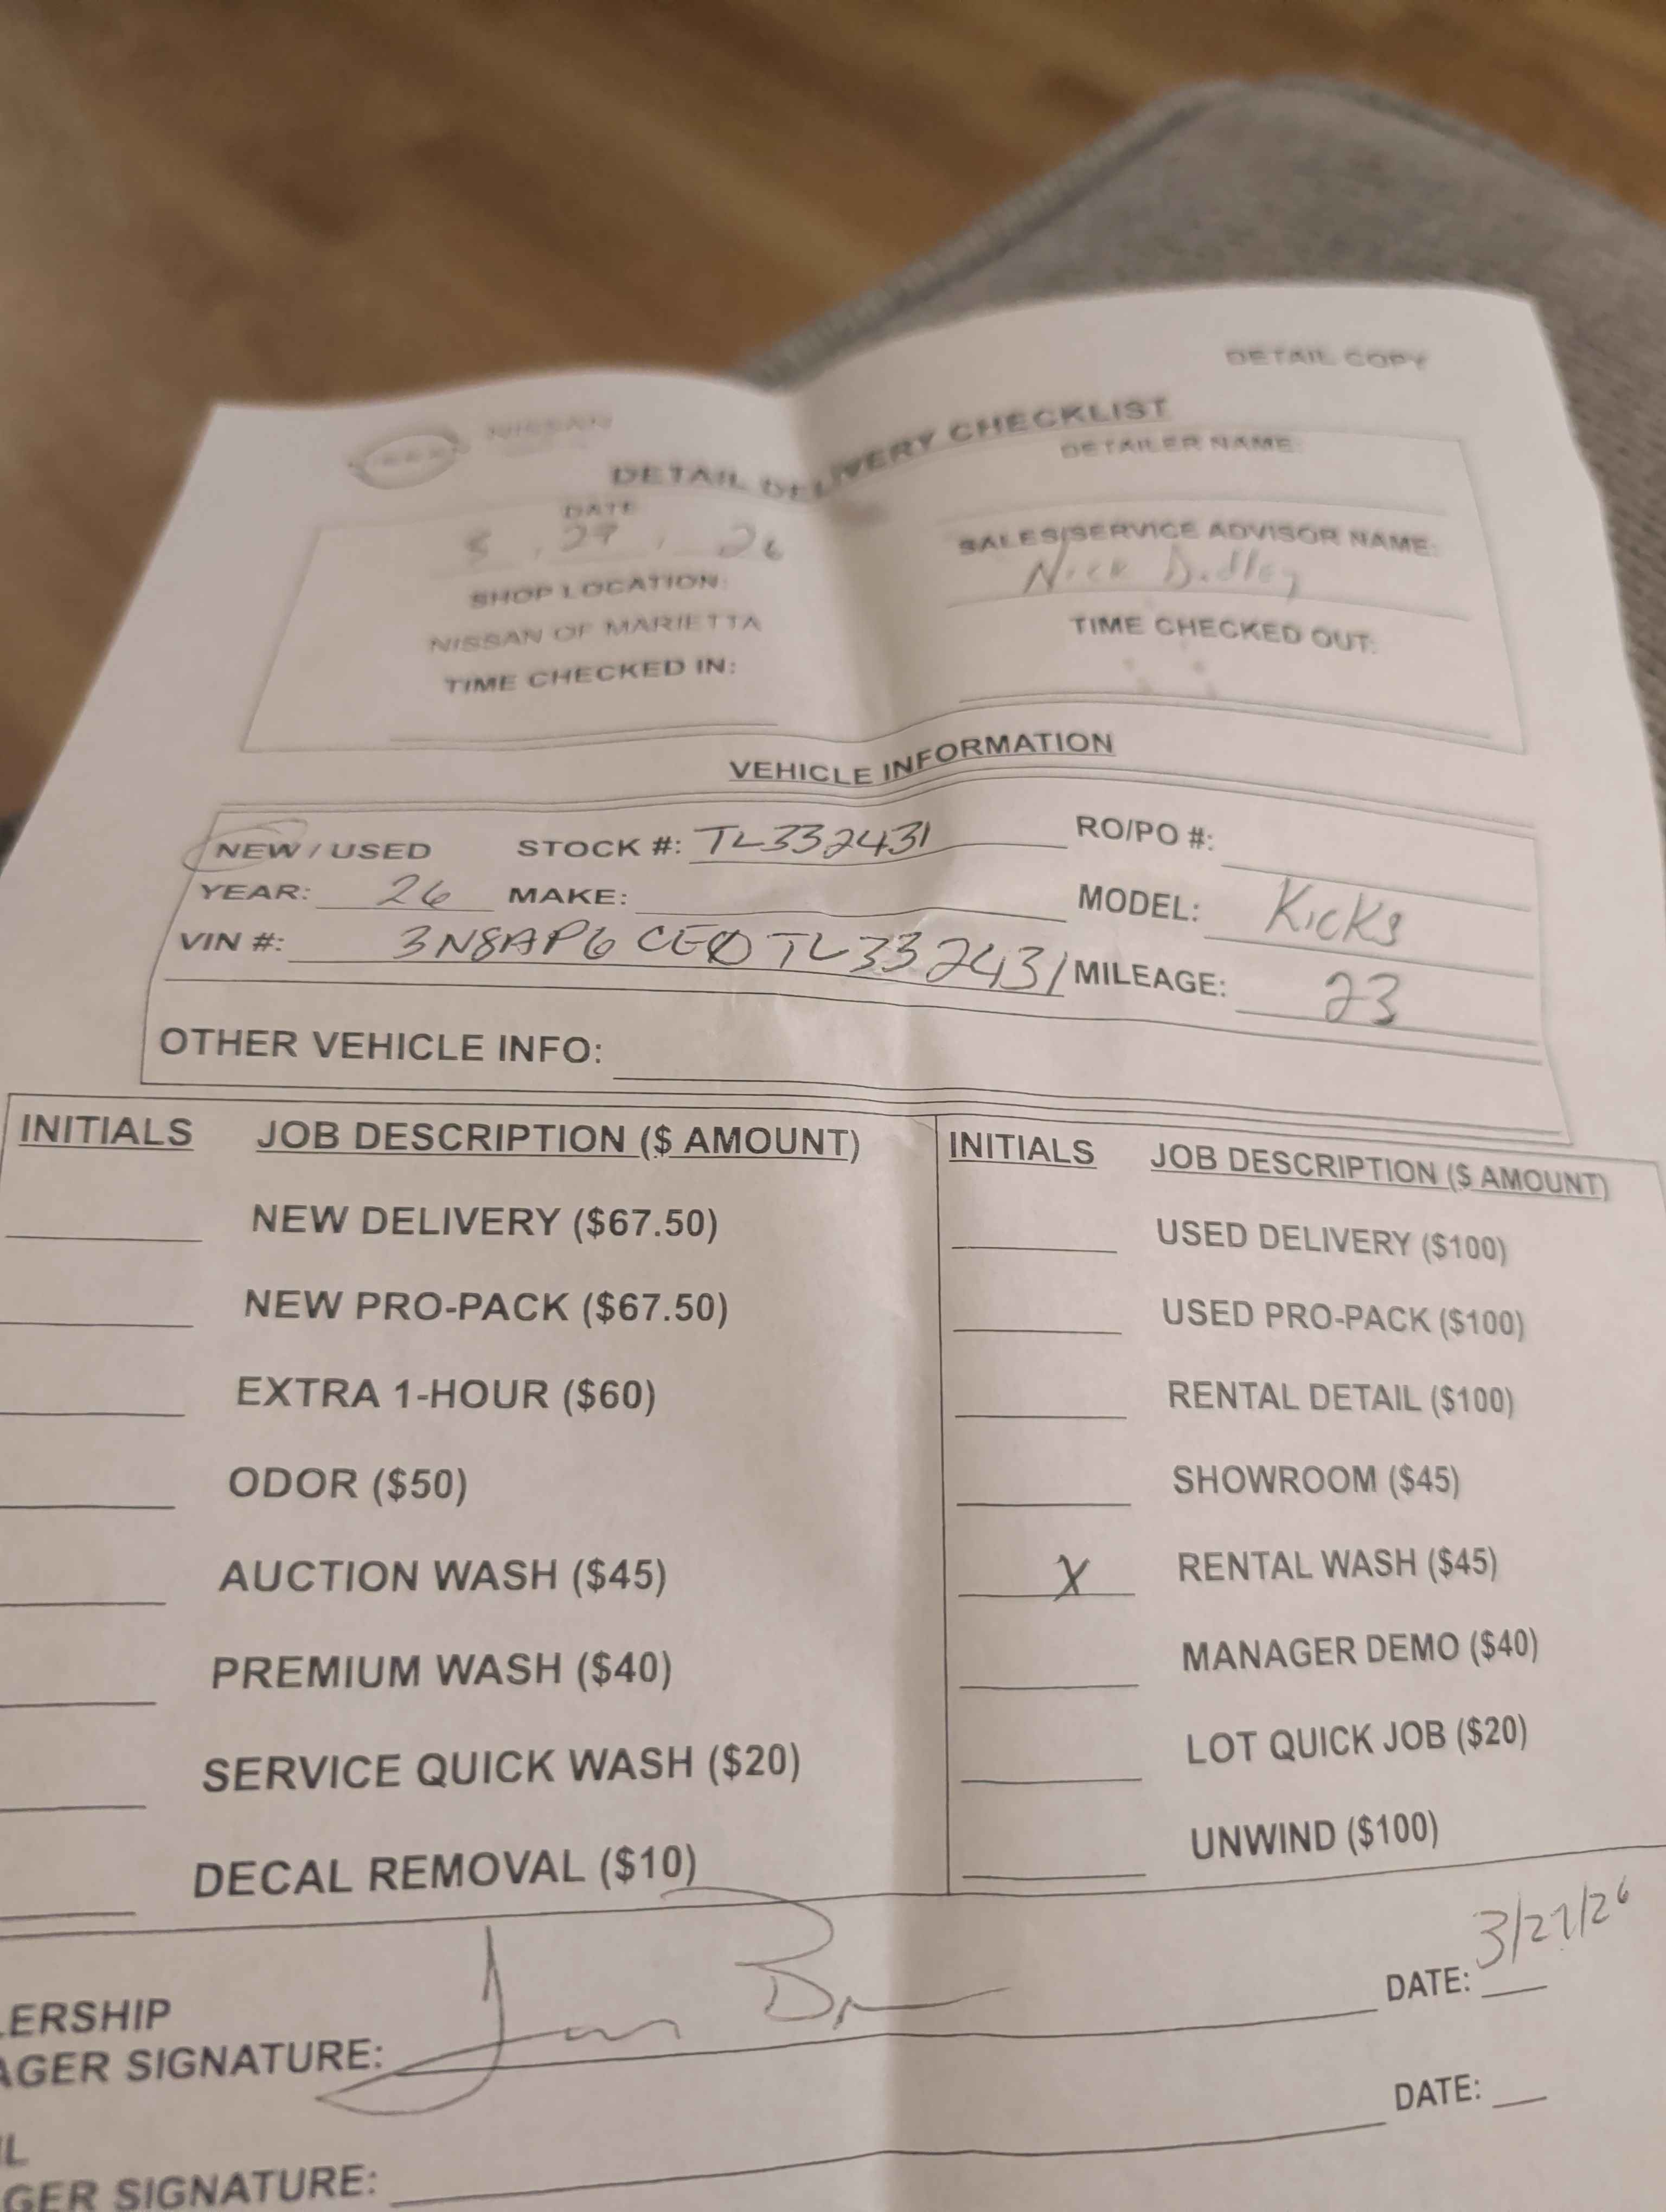 DETAIL COPY
NISSAN
DETAIL DELIVERY CHECKLIST
DATE
27 26
SHOP LOCATION:
NISSAN OF MARIETTA
TIME CHECKED IN:
DETAILER NAME:
SALES/SERVICE ADVISOR NAME:
Nick Dudley
TIME CHECKED OUT:
VEHICLE INFORMATION
NEW / USED STOCK #: TL332431 RO/PO #:
YEAR: 26 MAKE: MODEL: Kicks
VIN #: 3N8AP6CE0TL332431 MILEAGE: 23
OTHER VEHICLE INFO:
INITIALS JOB DESCRIPTION ($ AMOUNT) INITIALS JOB DESCRIPTION ($ AMOUNT)
NEW DELIVERY ($67.50) USED DELIVERY ($100)
NEW PRO-PACK ($67.50) USED PRO-PACK ($100)
EXTRA 1-HOUR ($60) RENTAL DETAIL ($100)
ODOR ($50) SHOWROOM ($45)
AUCTION WASH ($45) X RENTAL WASH ($45)
PREMIUM WASH ($40) MANAGER DEMO ($40)
SERVICE QUICK WASH ($20) LOT QUICK JOB ($20)
DECAL REMOVAL ($10) UNWIND ($100)
LERSHIP
AGER SIGNATURE: DATE: 3/27/26
IL
GER SIGNATURE: DATE: